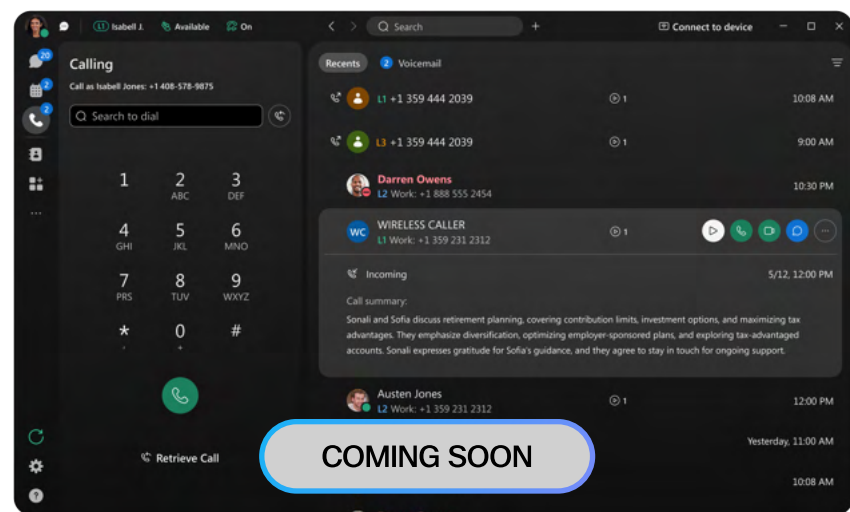 L1 Isabell J. Available On Search + Connect to device
20
Calling
2
Call as Isabell Jones: +1 408-578-9875
2
Search to dial
1
2 ABC
3 DEF
4 GHI
5 JKL
6 MNO
7 PRS
8 TUV
9 WXYZ
*
0 +
#
Retrieve Call
Recents 2 Voicemail
L1 +1 359 444 2039 1 10:08 AM
L3 +1 359 444 2039 1 9:00 AM
Darren Owens
L2 Work: +1 888 555 2454 10:30 PM
WC WIRELESS CALLER
L1 Work: +1 359 231 2312 1
Incoming 5/12, 12:00 PM
Call summary:
Sonali and Sofia discuss retirement planning, covering contribution limits, investment options, and maximizing tax
advantages. They emphasize diversification, optimizing employer-sponsored plans, and exploring tax-advantaged
accounts. Sonali expresses gratitude for Sofia's guidance, and they agree to stay in touch for ongoing support.
Austen Jones
L2 Work: +1 359 231 2312 1 12:00 PM
Yesterday, 11:00 AM
10:08 AM
COMING SOON